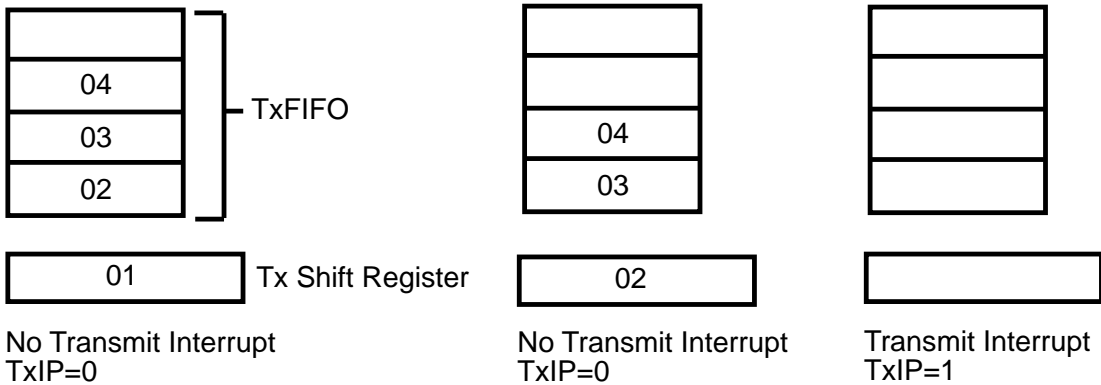 04
03
02
TxFIFO
01
Tx Shift Register
No Transmit Interrupt
TxIP=0
04
03
02
No Transmit Interrupt
TxIP=0
Transmit Interrupt
TxIP=1